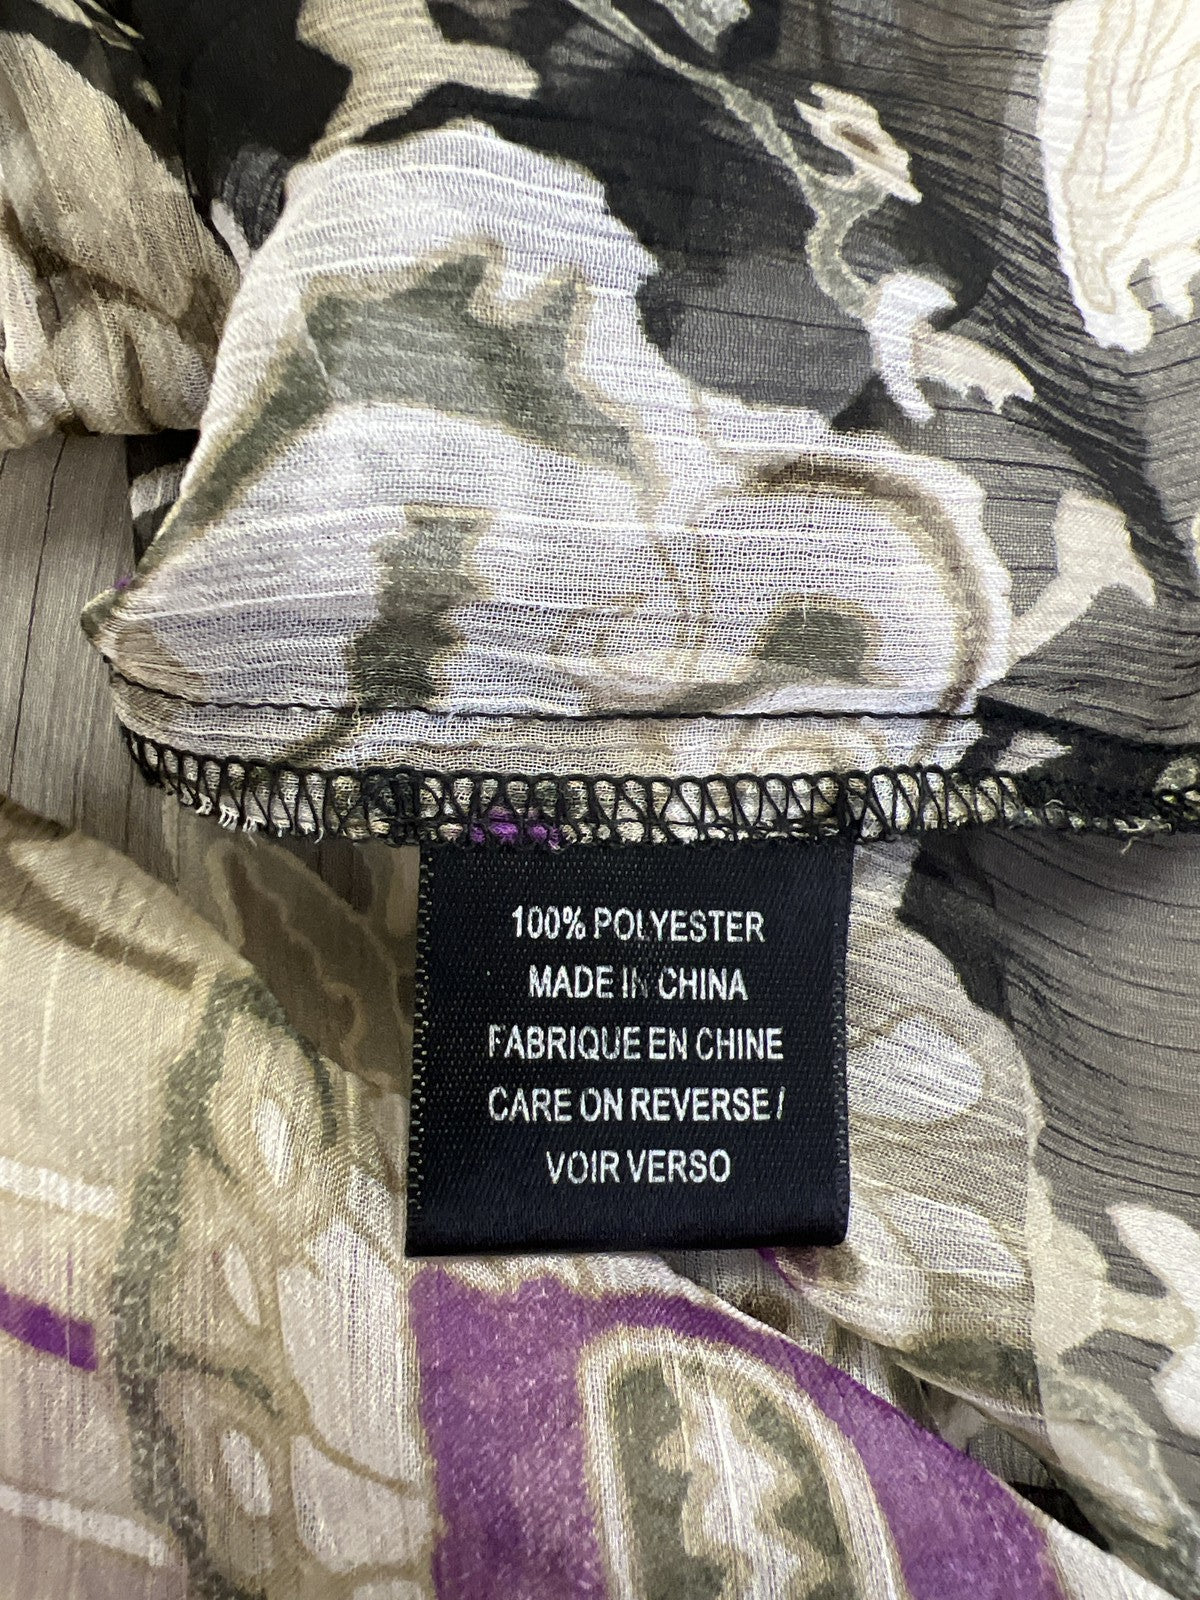 100% POLYESTER
MADE IN CHINA
FABRIQUE EN CHINE
CARE ON REVERSE /
VOIR VERSO